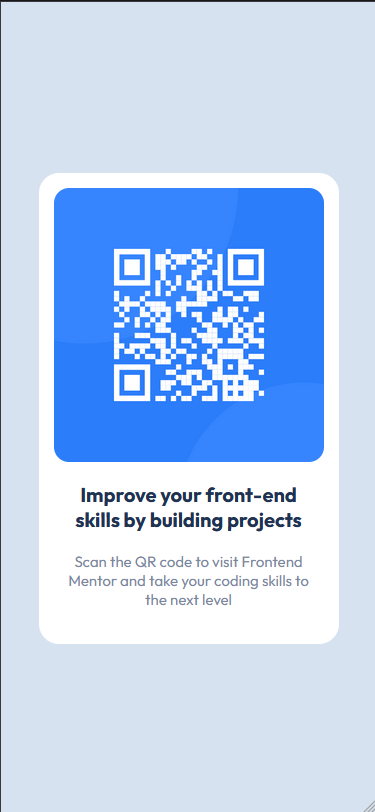 Improve your front-end
skills by building projects
Scan the QR code to visit Frontend
Mentor and take your coding skills to
the next level